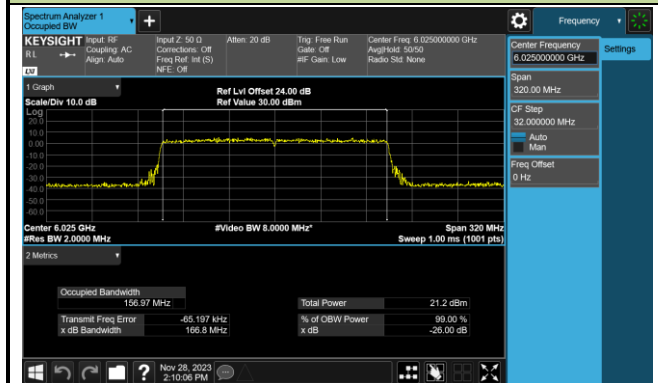 Spectrum Analyzer 1
Occupied BW
+
Frequency
KEYSIGHT
RL
Input: RF
Coupling: AC
Align: Auto
Input Z: 50 Ω
Corrections: Off
Freq Ref: Int (S)
NFE: Off
Atten: 20 dB
Trig: Free Run
Gate: Off
#IF Gain: Low
Center Freq: 6.025000000 GHz
Avg|Hold: 50/50
Radio Std: None
Center Frequency
6.025000000 GHz
Settings
Span
320.00 MHz
CF Step
32.000000 MHz
Auto
Man
Freq Offset
0 Hz
1 Graph
Scale/Div 10.0 dB
Ref Lvl Offset 24.00 dB
Ref Value 30.00 dBm
Log
20.0
10.0
0.00
-10.0
-20.0
-30.0
-40.0
-50.0
-60.0
Center 6.025 GHz
#Video BW 8.0000 MHz*
Span 320 MHz
#Res BW 2.0000 MHz
Sweep 1.00 ms (1001 pts)
2 Metrics
Occupied Bandwidth
156.97 MHz
Total Power 21.2 dBm
Transmit Freq Error -65.197 kHz
% of OBW Power 99.00 %
x dB Bandwidth 166.8 MHz
x dB -26.00 dB
?
Nov 28, 2023
2:10:06 PM